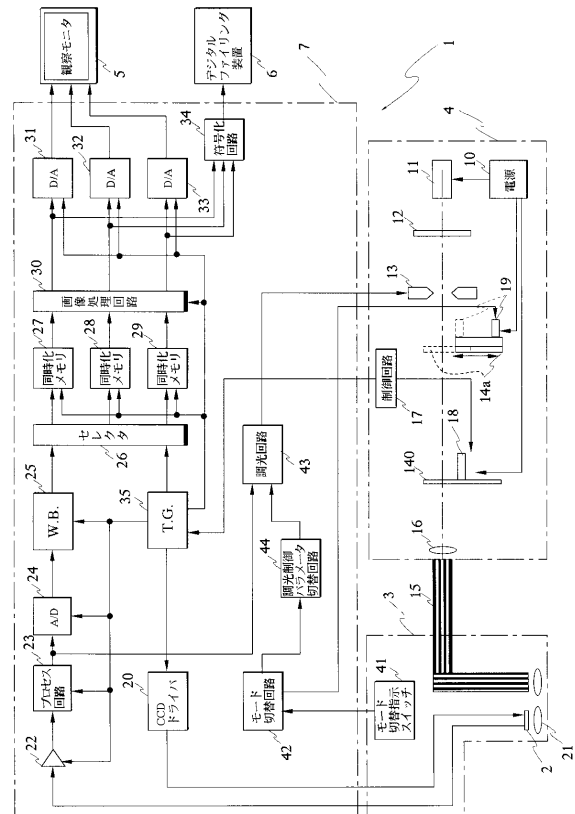 観察モニタ
5
デジタル
ファイリング
装置
6
7
1
31
D/A
32
D/A
D/A
33
34
符号化
回路
30
画像処理回路
27
同時化
メモリ
28
同時化
メモリ
29
同時化
メモリ
セレクタ
26
25
W.B.
24
A/D
23
プロセス
回路
22
35
T.G.
20
CCD
ドライバ
調光回路
43
44
調光制御
パラメータ
切替回路
モード
切替回路
42
41
モード
切替指示
スイッチ
3
2
21
15
16
4
11
10
電源
12
13
19
14a
制御回路
17
18
140